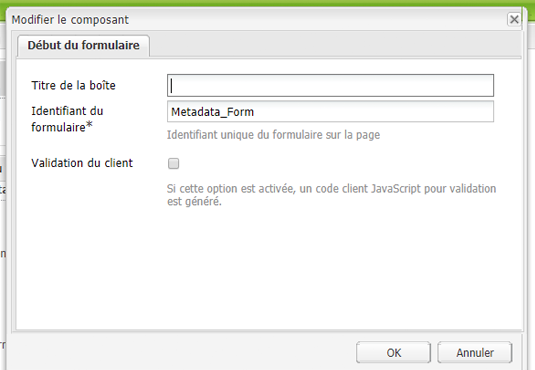 Modifier le composant
Début du formulaire
Titre de la boîte
Identifiant du
formulaire*
Metadata_Form
Identifiant unique du formulaire sur la page
Validation du client
Si cette option est activée, un code client JavaScript pour validation
est généré.
OK
Annuler